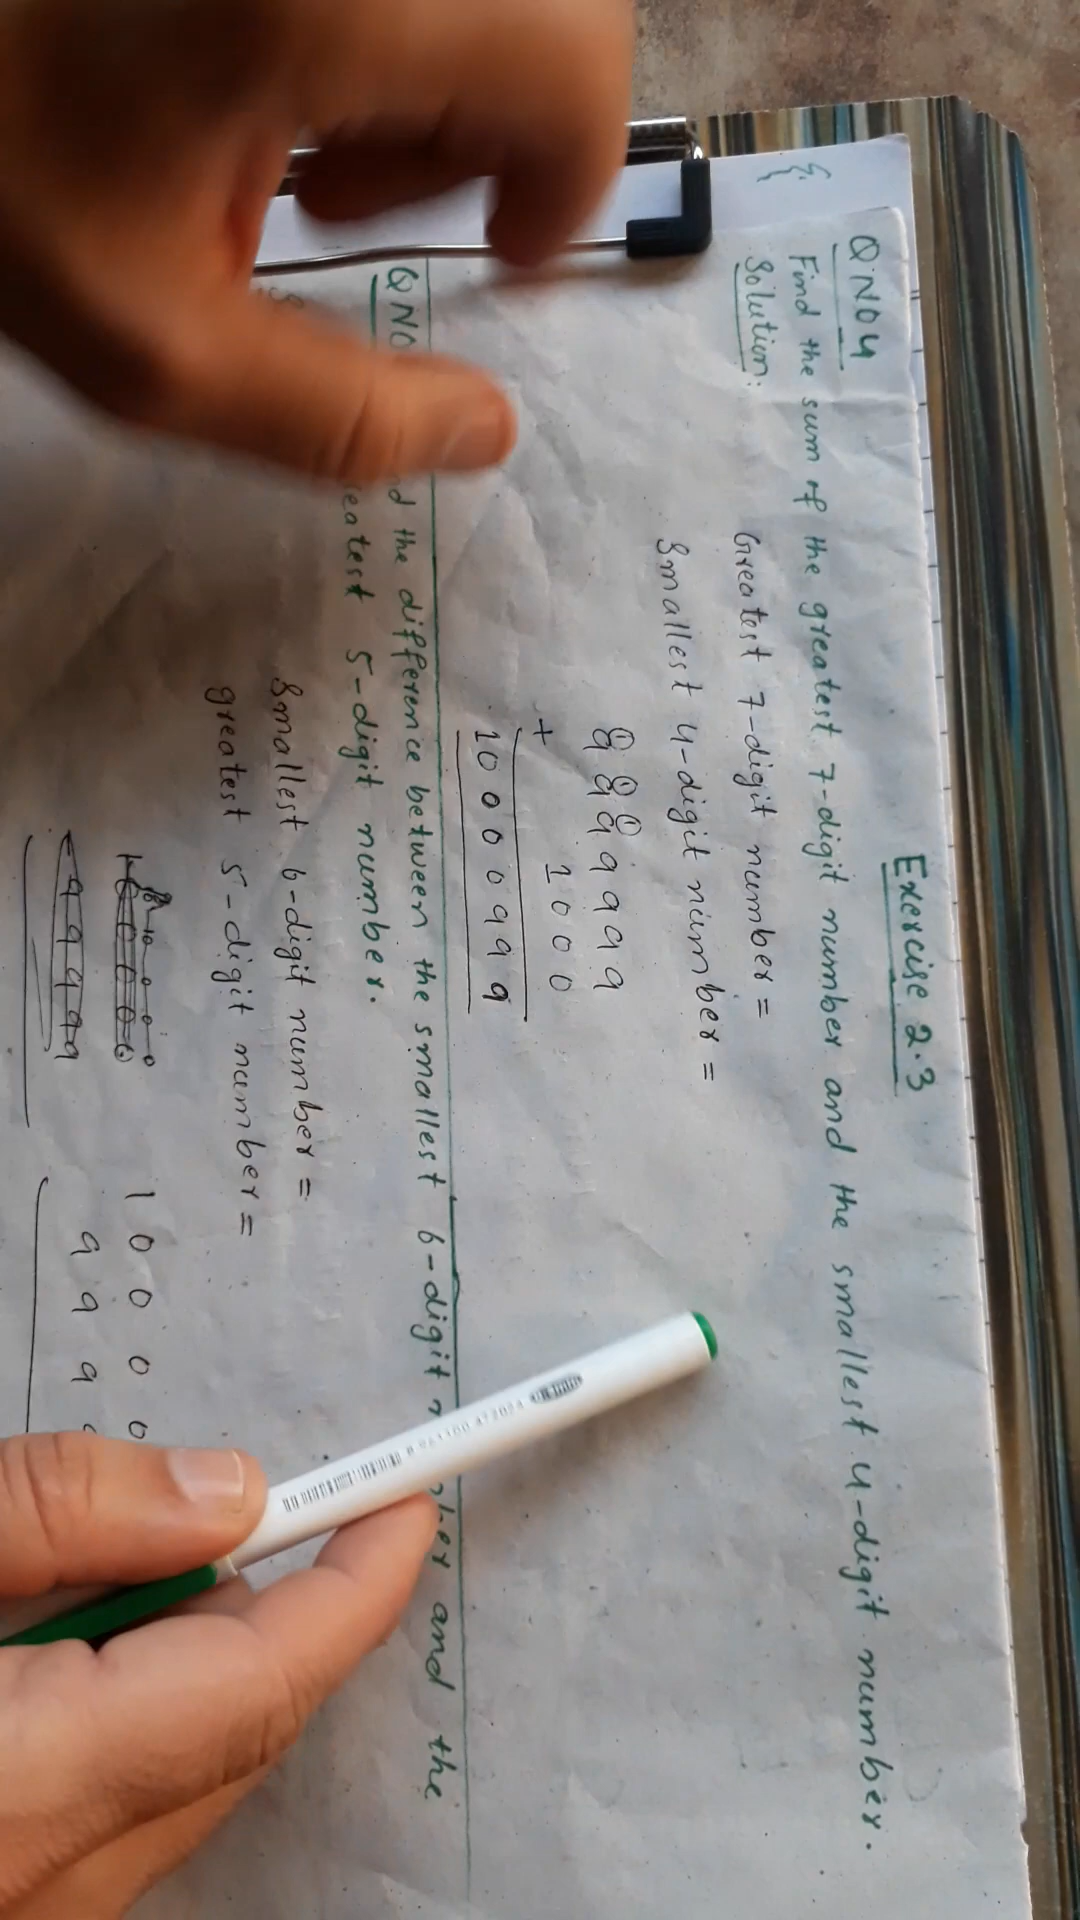 Exercise 2.3
Q NO 4
Find the sum of the greatest 7-digit number and the smallest 4-digit number.
Solution:
Greatest 7-digit number =
Smallest 4-digit number =
1 1 1
9 9 9 9 9 9 9
+ 1 0 0 0
1 0 0 0 0 9 9 9
Q NO
the difference between the smallest 6-digit and the
5-digit number.
Smallest 6-digit number =
greatest 5-digit number =
1 0 0 0 0
9 9 9